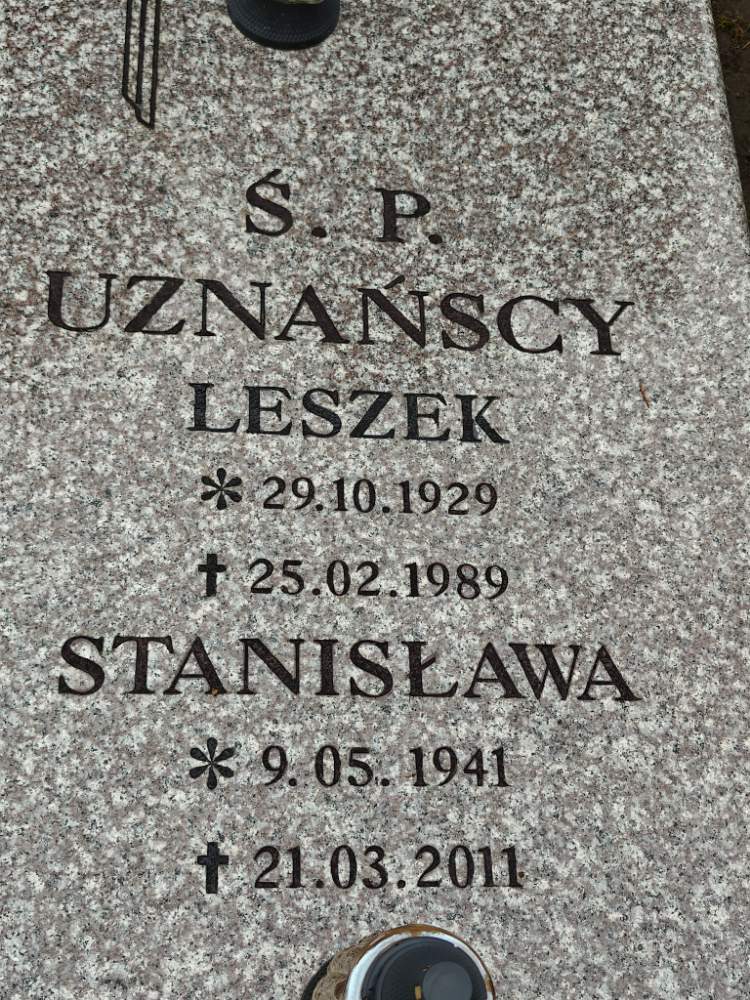 Ś. P.
UZNAŃSCY
LESZEK
* 29.10.1929
✝ 25.02.1989
STANISŁAWA
* 9.05.1941
✝ 21.03.2011